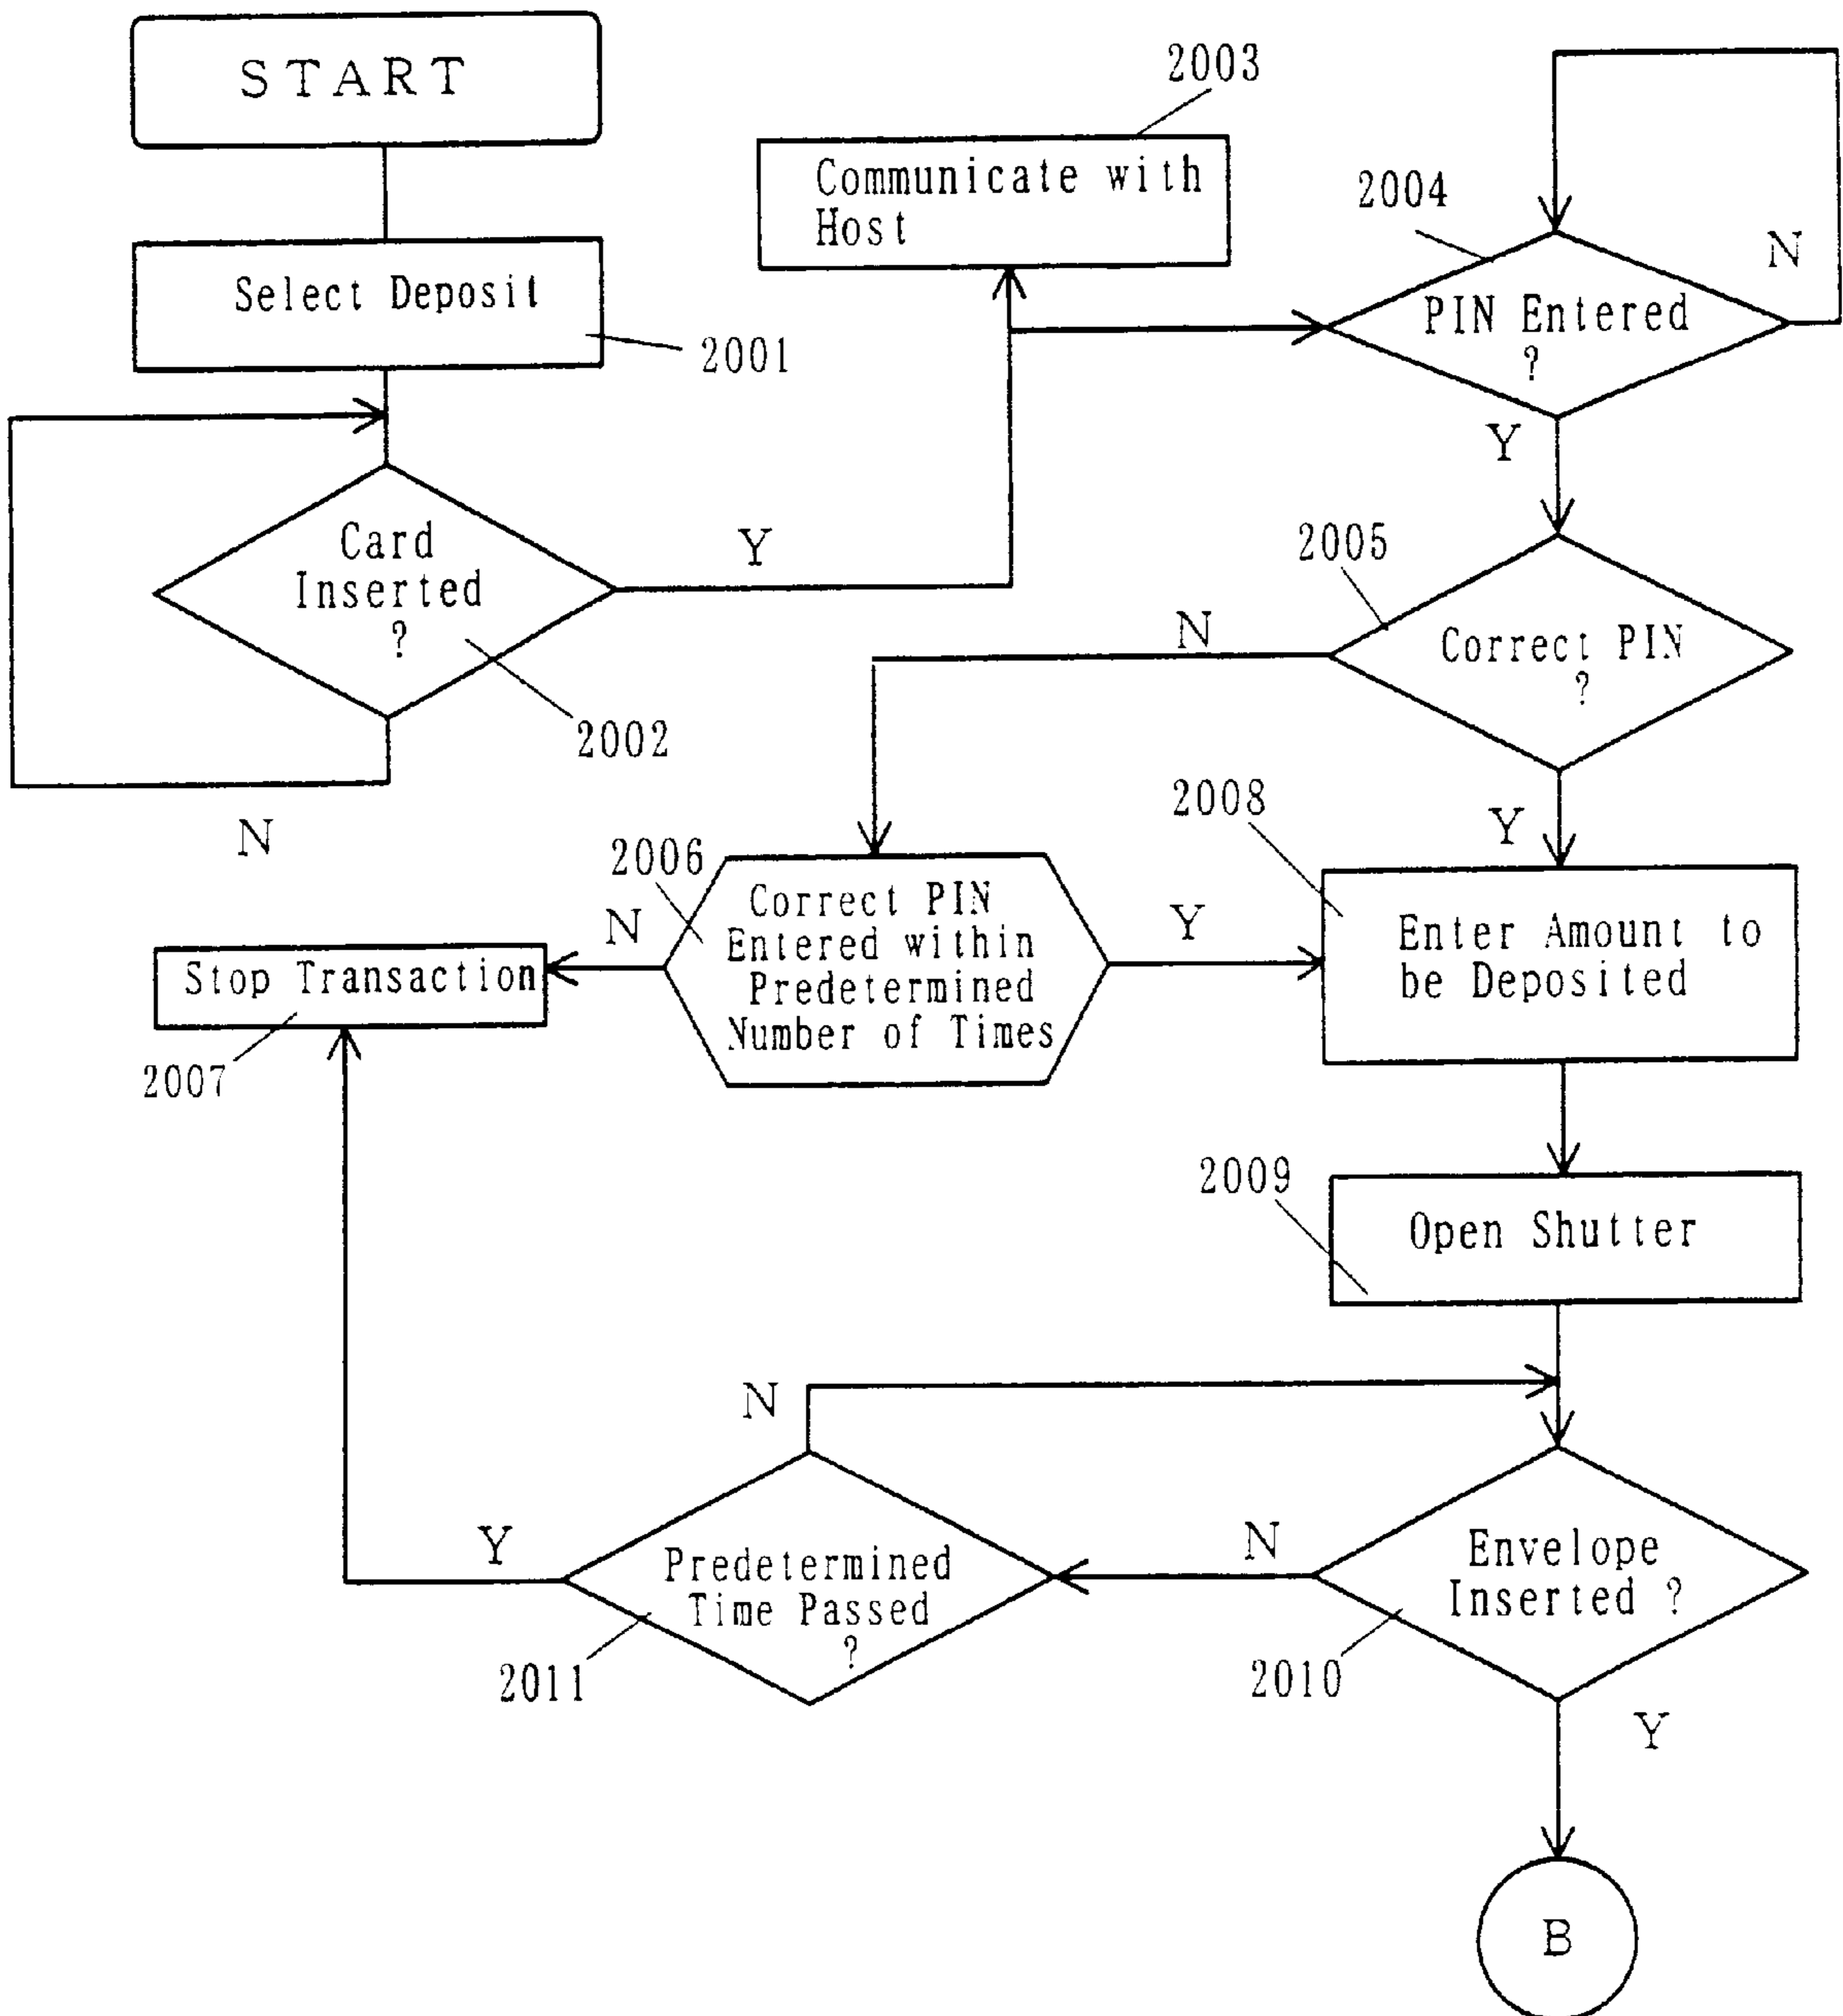 START
Select Deposit
2001
Card
Inserted
?
2002
Y
N
2003
Communicate with
Host
2004
PIN Entered
?
N
Y
2005
Correct PIN
?
N
Y
2006
Correct PIN
Entered within
Predetermined
Number of Times
N
Y
Stop Transaction
2007
2008
Enter Amount to
be Deposited
2009
Open Shutter
Envelope
Inserted ?
2010
N
Y
Predetermined
Time Passed
?
2011
N
Y
B